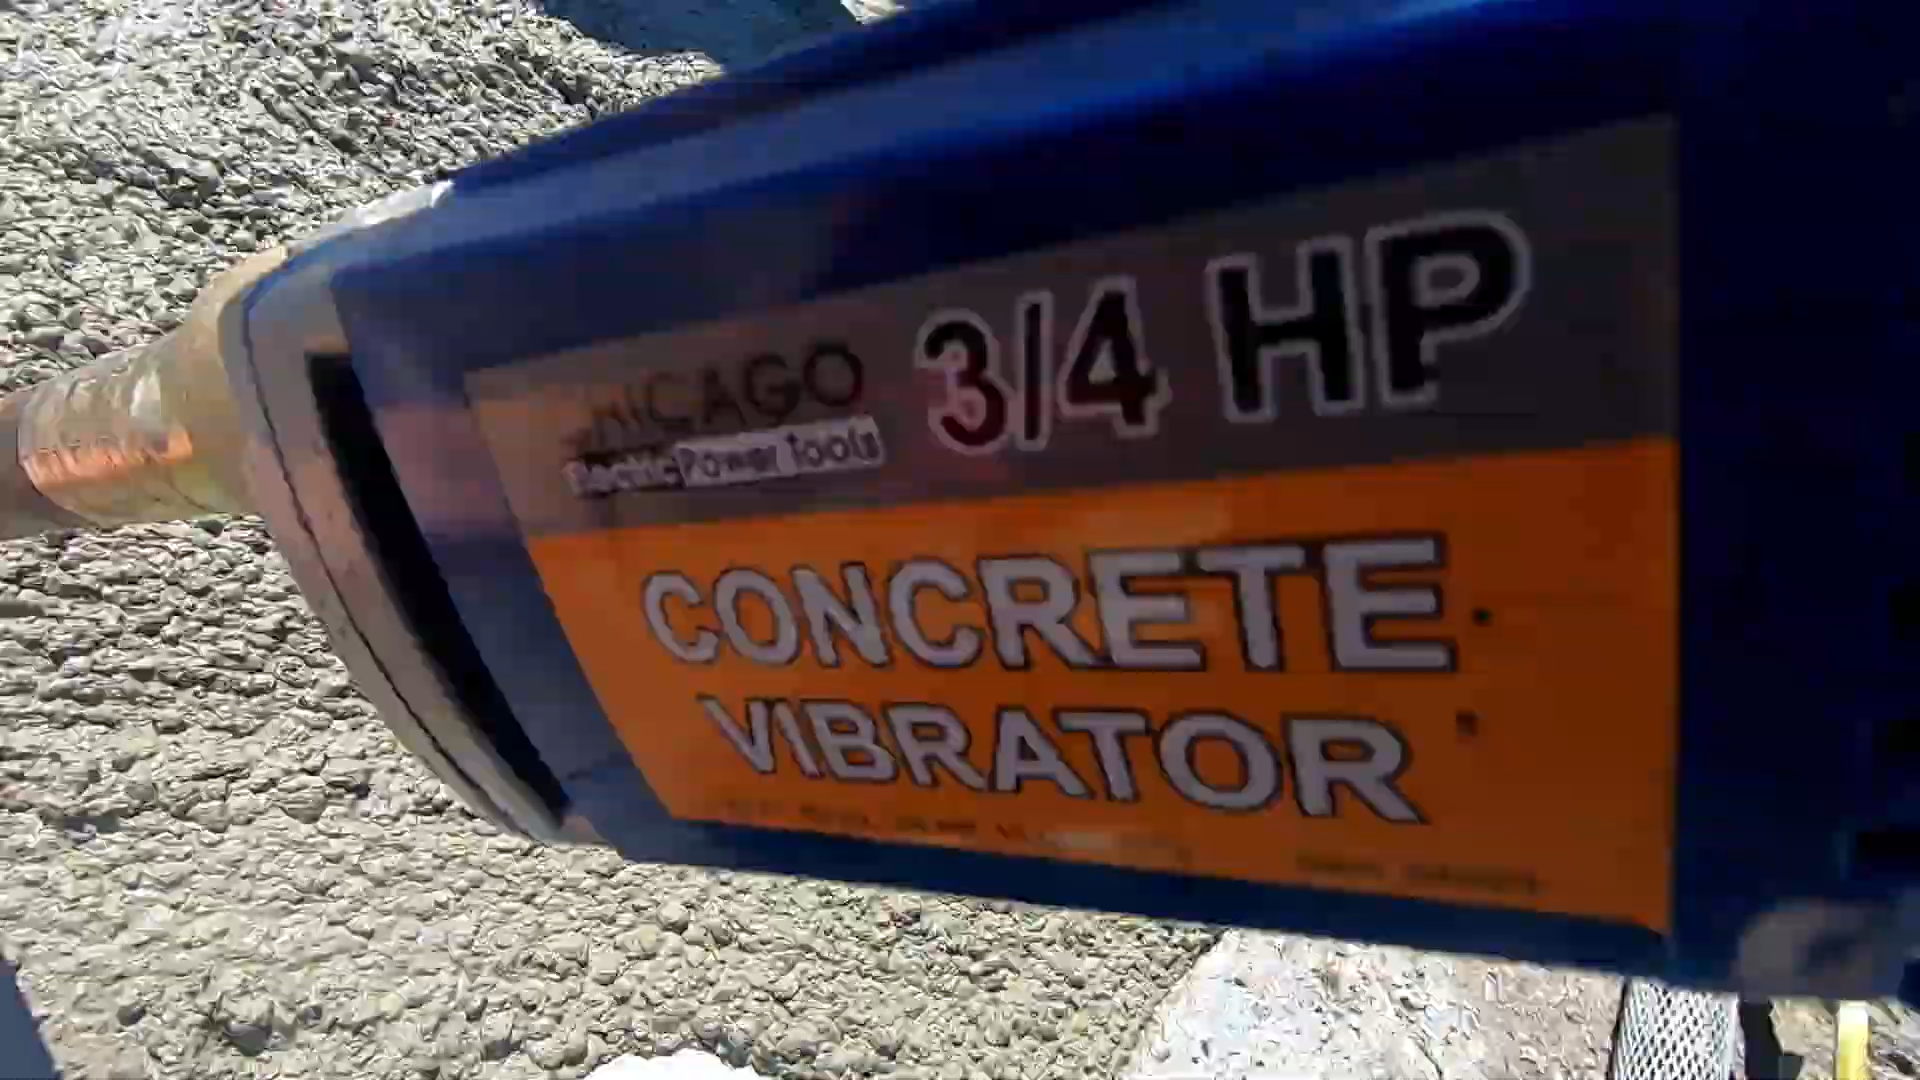 CHICAGO
Electric Power Tools
3/4 HP
CONCRETE
VIBRATOR